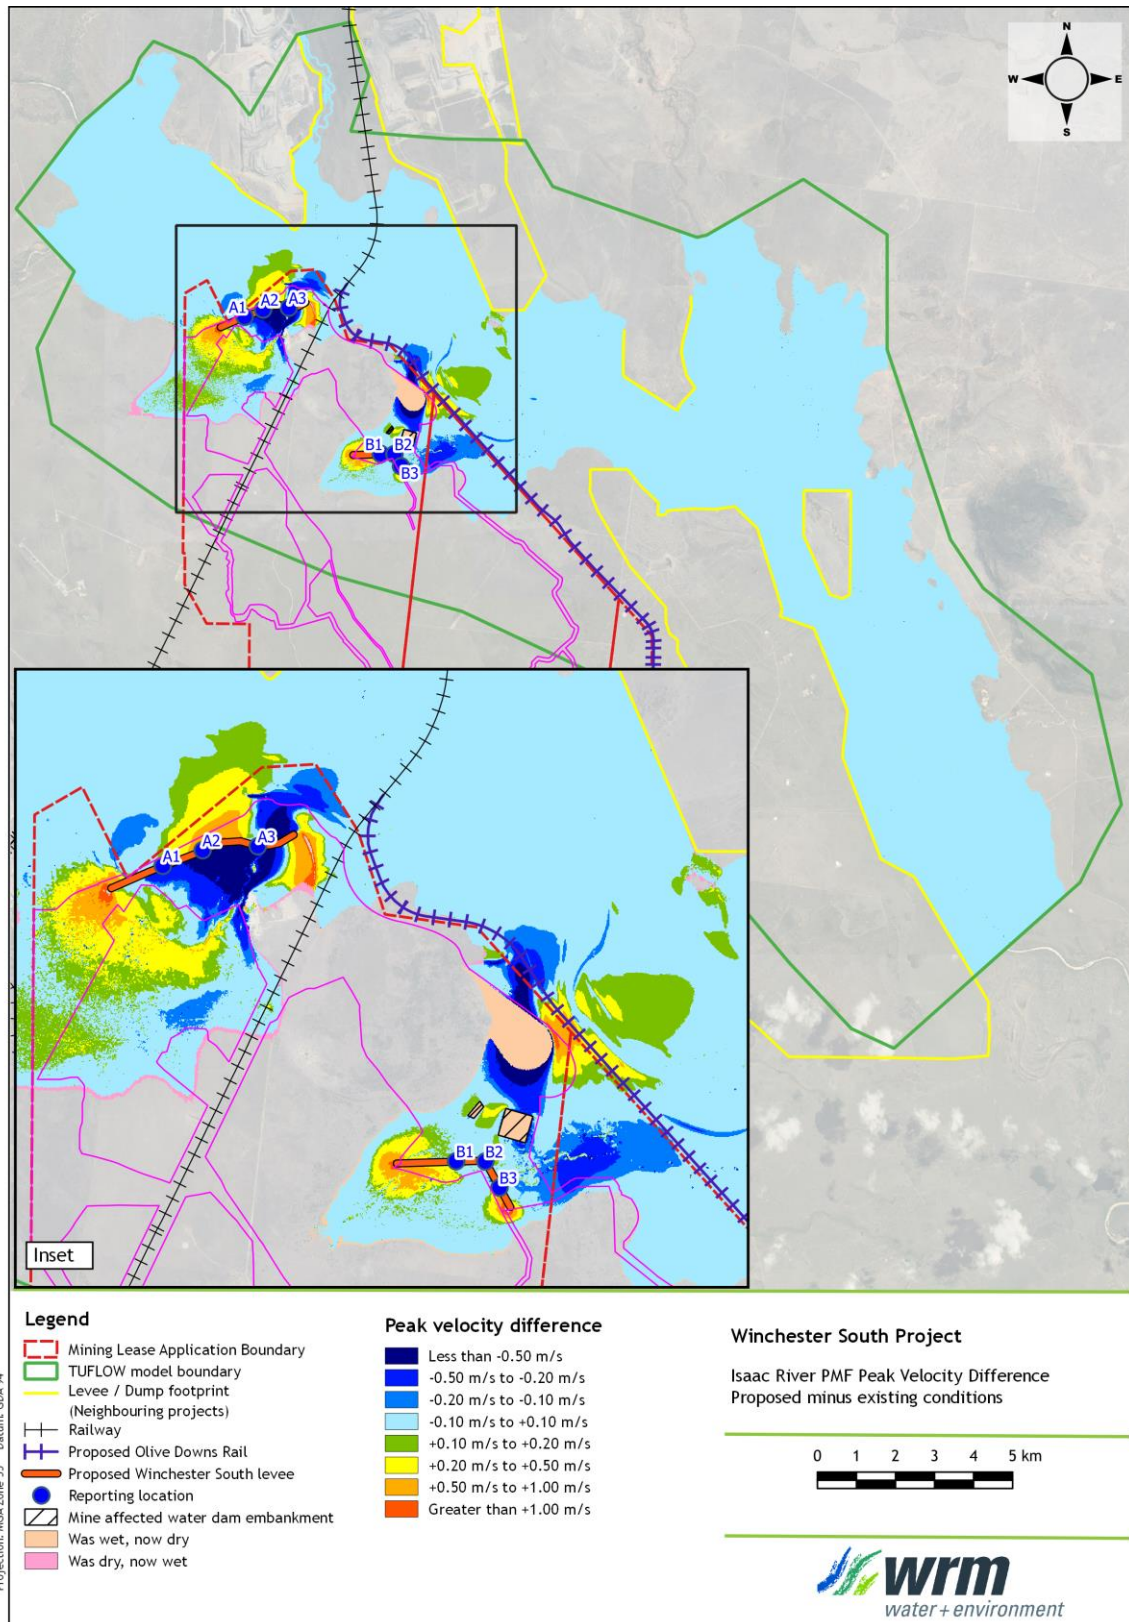 N
W E
S
A1
A2
A3
B1
B2
B3
A1
A2
A3
B1
B2
B3
Inset
Legend
Mining Lease Application Boundary
TUFLOW model boundary
Levee / Dump footprint
(Neighbouring projects)
Railway
Proposed Olive Downs Rail
Proposed Winchester South levee
Reporting location
Mine affected water dam embankment
Was wet, now dry
Was dry, now wet
Peak velocity difference
Less than -0.50 m/s
-0.50 m/s to -0.20 m/s
-0.20 m/s to -0.10 m/s
-0.10 m/s to +0.10 m/s
+0.10 m/s to +0.20 m/s
+0.20 m/s to +0.50 m/s
+0.50 m/s to +1.00 m/s
Greater than +1.00 m/s
Winchester South Project
Isaac River PMF Peak Velocity Difference
Proposed minus existing conditions
0 1 2 3 4 5 km
wrm
water + environment